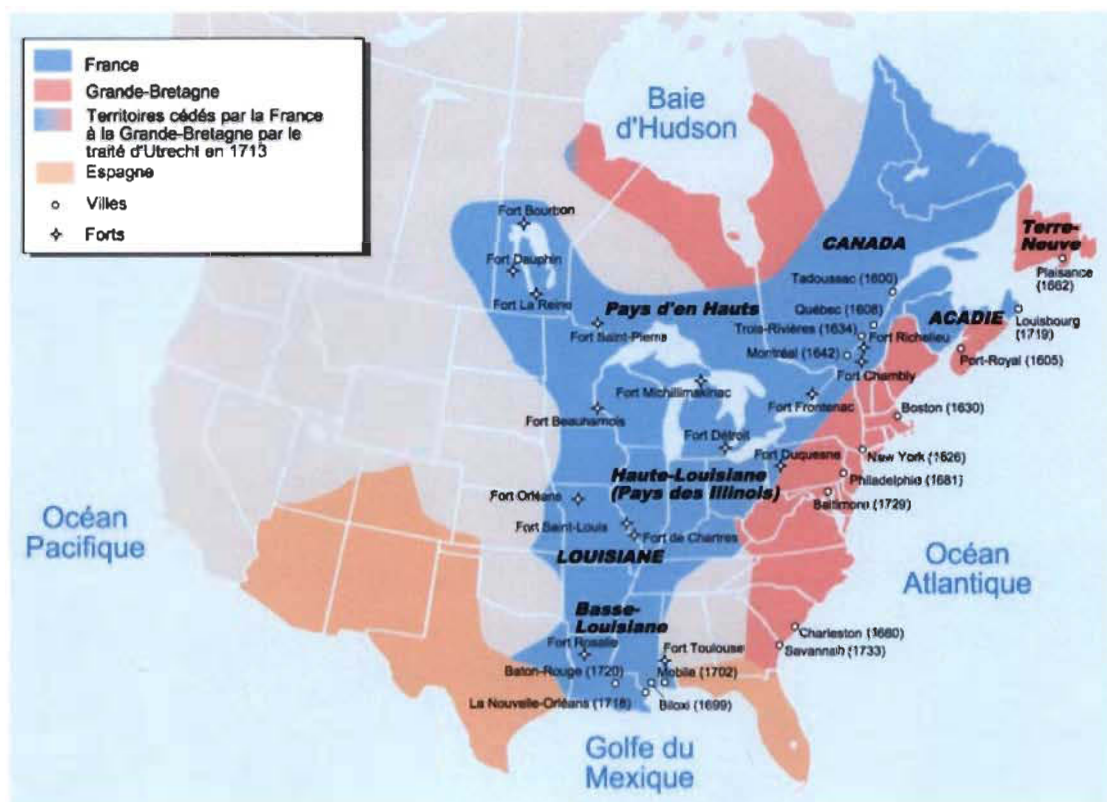 France
Grande-Bretagne
Territoires cédés par la France
à la Grande-Bretagne par le
traité d'Utrecht en 1713
Espagne
Villes
Forts
Baie
d'Hudson
Fort Bourbon
Fort Dauphin
Fort La Reine
CANADA
Terre-
Neuve
Plaisance
(1662)
Tadoussac (1600)
Pays d'en Hauts
Québec (1608)
ACADIE
Louisbourg
(1719)
Trois-Rivières (1634)
Fort Richelieu
Fort Saint-Pierre
Montréal (1642)
Port-Royal (1605)
Fort Chambly
Fort Michillimakinac
Fort Frontenac
Fort Beauharnois
Boston (1630)
Fort Détroit
Fort Duquesne
New York (1626)
Haute-Louisiane
(Pays des Illinois)
Philadelphie (1681)
Fort Orléans
Baltimore (1729)
Océan
Pacifique
Fort Saint-Louis
Fort de Chartres
LOUISIANE
Océan
Atlantique
Basse-
Louisiane
Charleston (1660)
Fort Rosalie
Fort Toulouse
Savannah (1733)
Baton-Rouge (1720)
Mobile (1702)
La Nouvelle-Orléans (1718)
Biloxi (1699)
Golfe du
Mexique